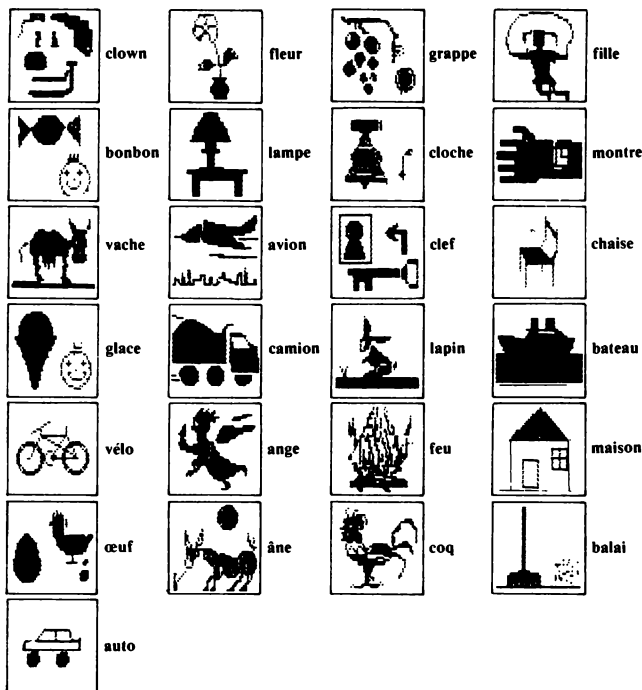 clown fleur grappe fille
bonbon lampe cloche montre
vache avion clef chaise
glace camion lapin bateau
vélo ange feu maison
œuf âne coq balai
auto